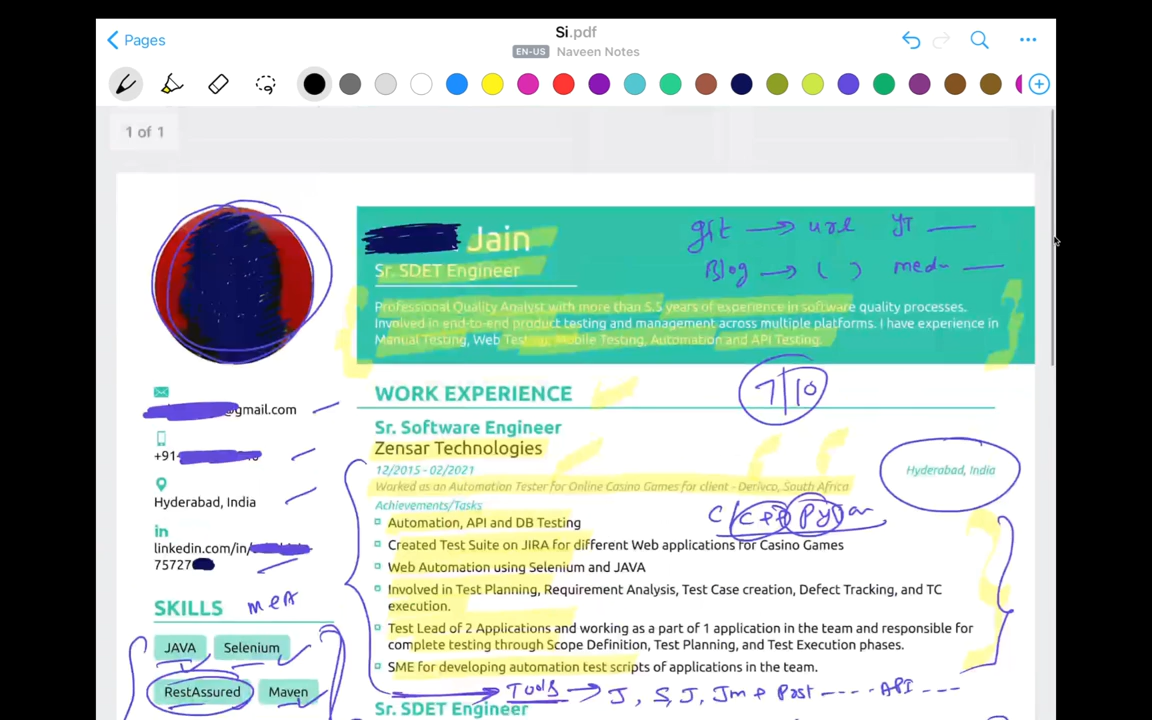 Si.pdf
Pages
EN-US Naveen Notes
1 of 1
Jain
Sr. SDET Engineer
git → url YT
Blog → ( )
Professional Quality Analyst with more than 5.5 years of experience in software quality processes.
Involved in end-to-end product testing and management across multiple platforms. I have experience in
Manual Testing, Web Testing, Mobile Testing, Automation and API Testing.
@gmail.com
+91-
Hyderabad, India
linkedin.com/in/
75727
SKILLS
JAVA Selenium
RestAssured Maven
WORK EXPERIENCE
7/10
Sr. Software Engineer
Zensar Technologies
12/2015 - 02/2021
Hyderabad, India
Worked as an Automation Tester for Online Casino Games for client - Derivco, South Africa
Achievements/Tasks
Automation, API and DB Testing
Created Test Suite on JIRA for different Web applications for Casino Games
Web Automation using Selenium and JAVA
Involved in Test Planning, Requirement Analysis, Test Case creation, Defect Tracking, and TC
execution.
Test Lead of 2 Applications and working as a part of 1 application in the team and responsible for
complete testing through Scope Definition, Test Planning, and Test Execution phases.
SME for developing automation test scripts of applications in the team.
Tools → J, S, J, Jm + Post ---- API ---
Sr. SDET Engineer